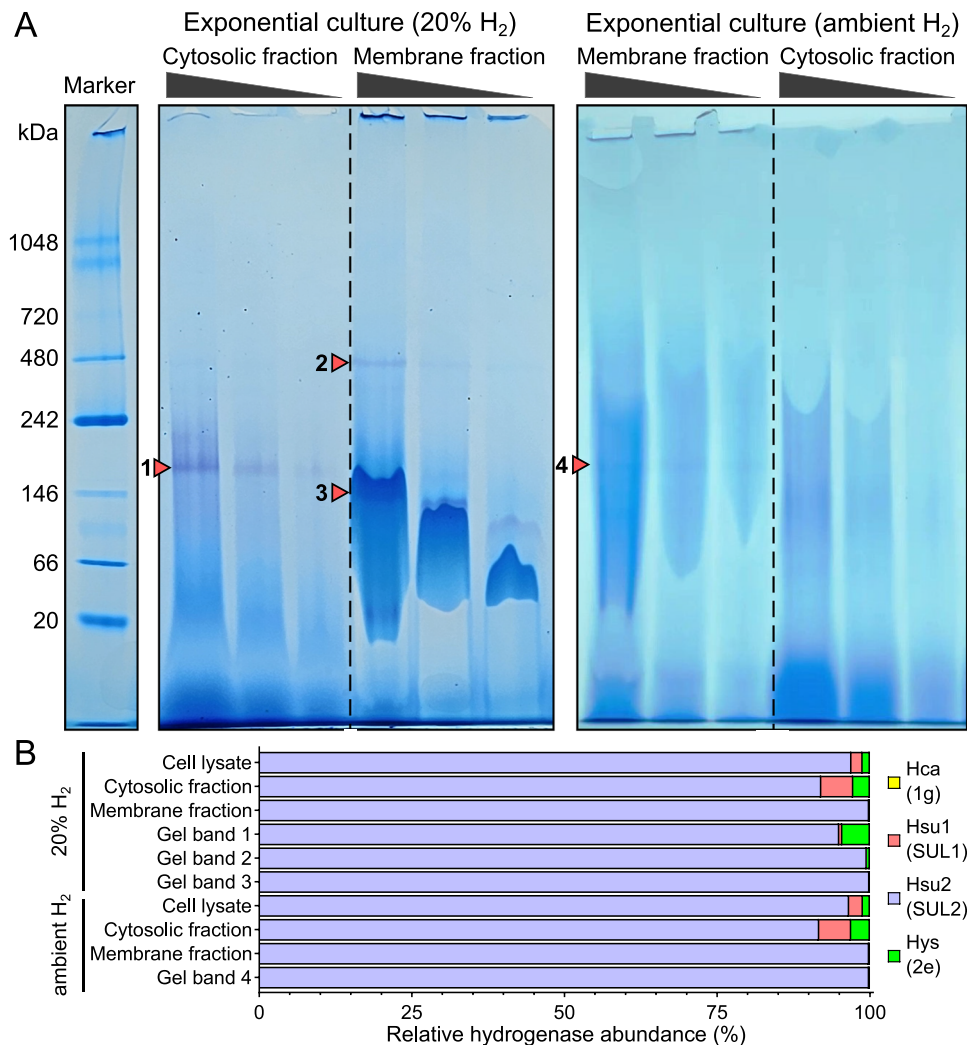 A
Exponential culture (20% H₂)
Exponential culture (ambient H₂)
Cytosolic fraction
Membrane fraction
Membrane fraction
Cytosolic fraction
Marker
kDa
1048
720
480
242
146
66
20
1
2
3
4
B
20% H₂
Cell lysate
Cytosolic fraction
Membrane fraction
Gel band 1
Gel band 2
Gel band 3
ambient H₂
Cell lysate
Cytosolic fraction
Membrane fraction
Gel band 4
0
25
50
75
100
Relative hydrogenase abundance (%)
Hca
(1g)
Hsu1
(SUL1)
Hsu2
(SUL2)
Hys
(2e)